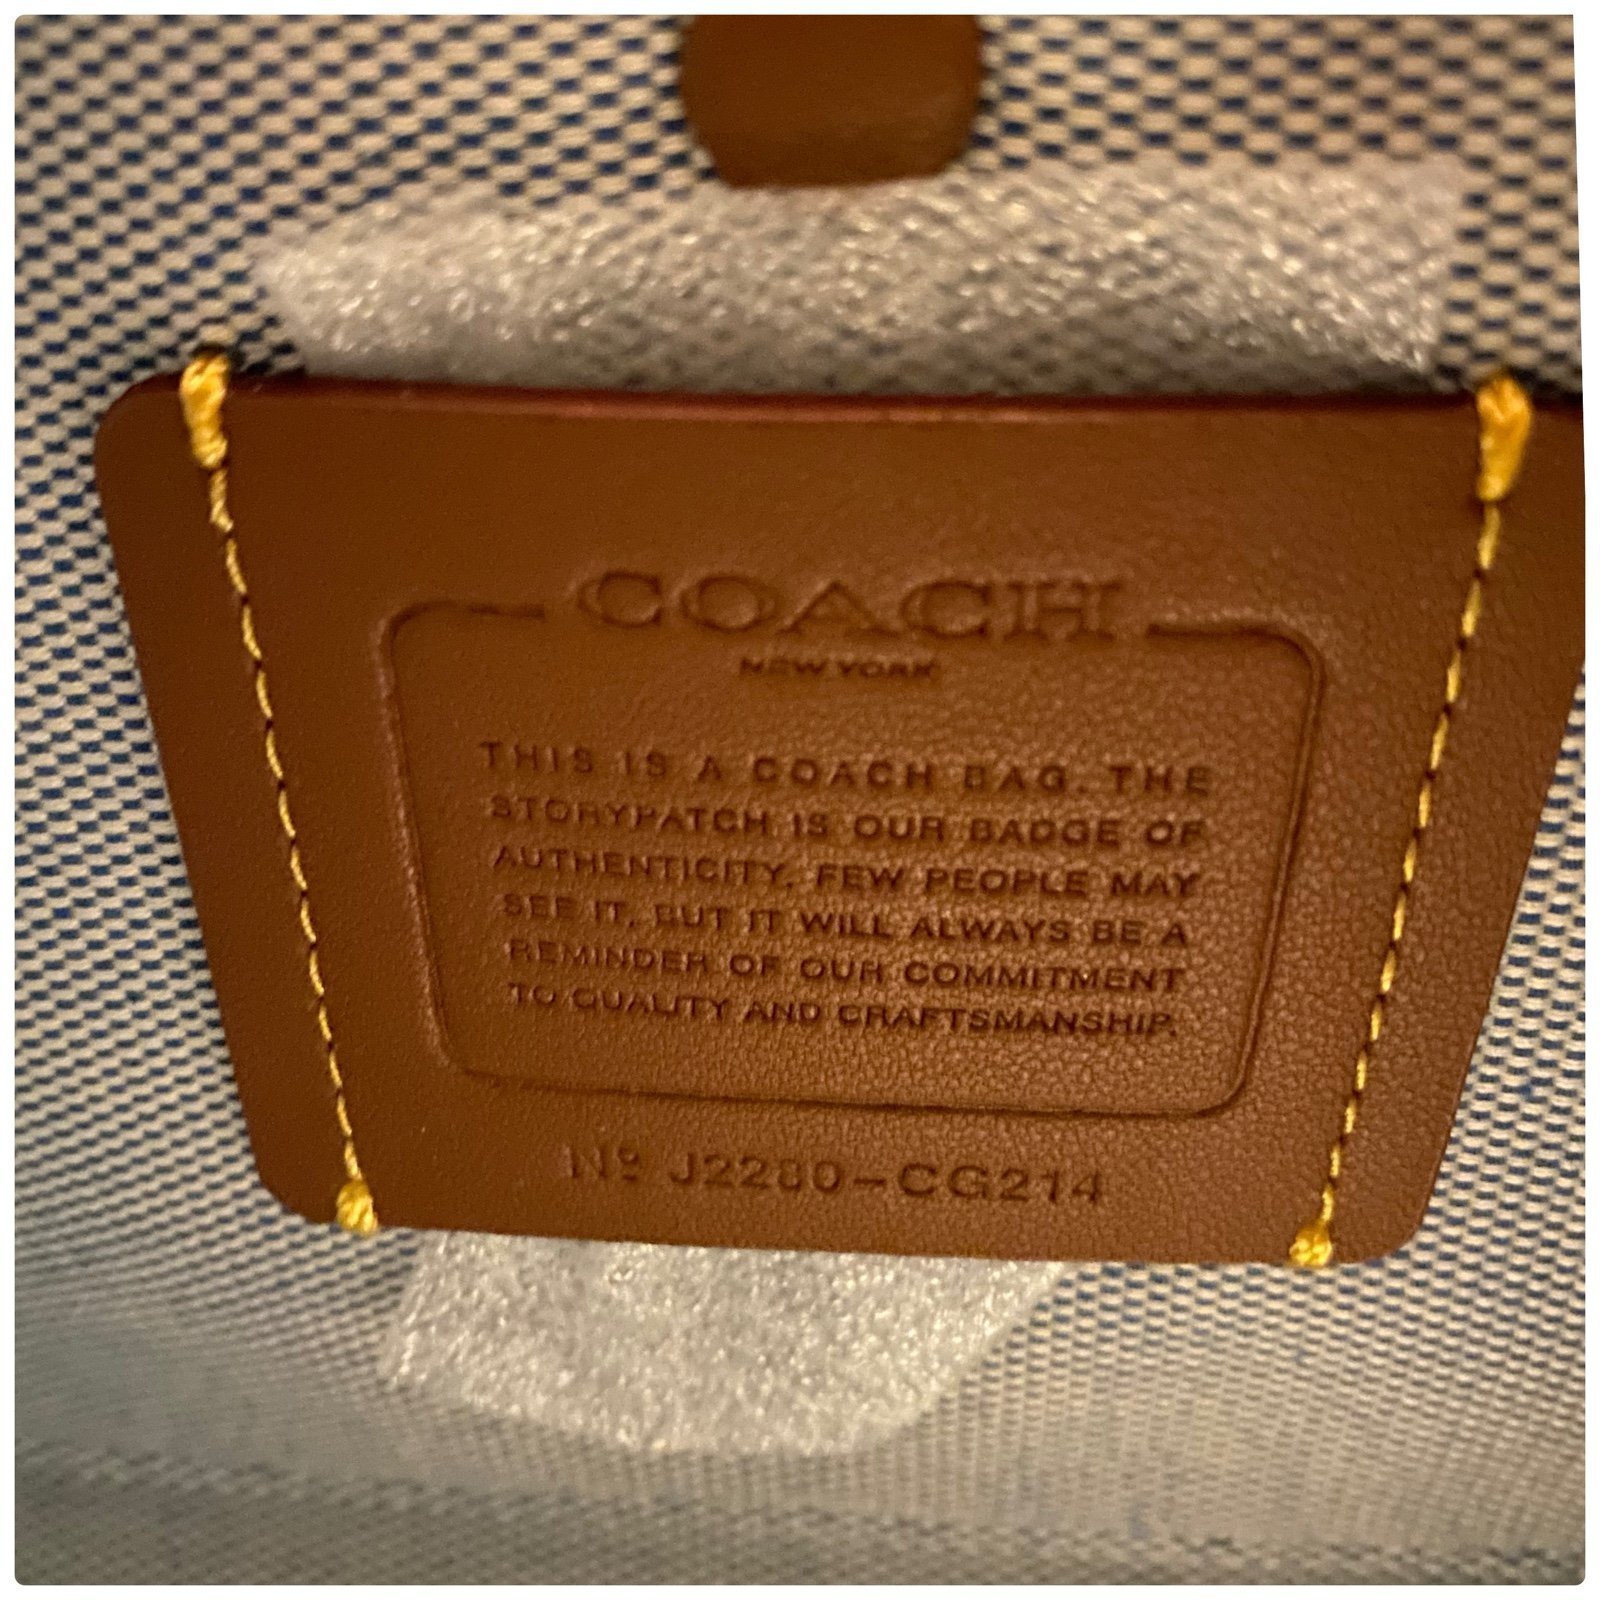 COACH
NEW YORK
THIS IS A COACH BAG. THE
STORYPATCH IS OUR BADGE OF
AUTHENTICITY. FEW PEOPLE MAY
SEE IT, BUT IT WILL ALWAYS BE A
REMINDER OF OUR COMMITMENT
TO QUALITY AND CRAFTSMANSHIP.
Nº J2280-CG214